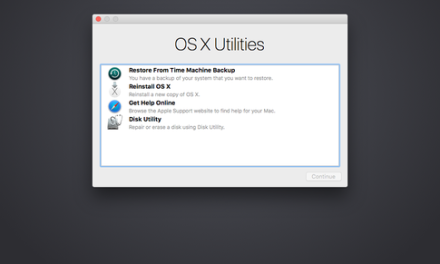 OS X Utilities
Restore From Time Machine Backup
You have a backup of your system that you want to restore.
Reinstall OS X
Reinstall a new copy of OS X.
Get Help Online
Browse the Apple Support website to find help for your Mac.
Disk Utility
Repair or erase a disk using Disk Utility.
Continue